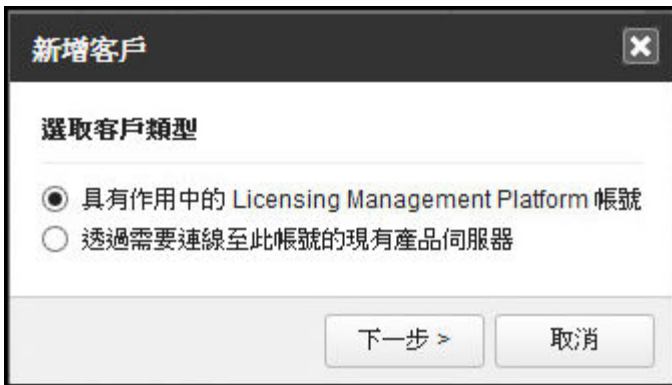 新增客戶
選取客戶類型
具有作用中的 Licensing Management Platform 帳號
透過需要連線至此帳號的現有產品伺服器
下一步 >
取消